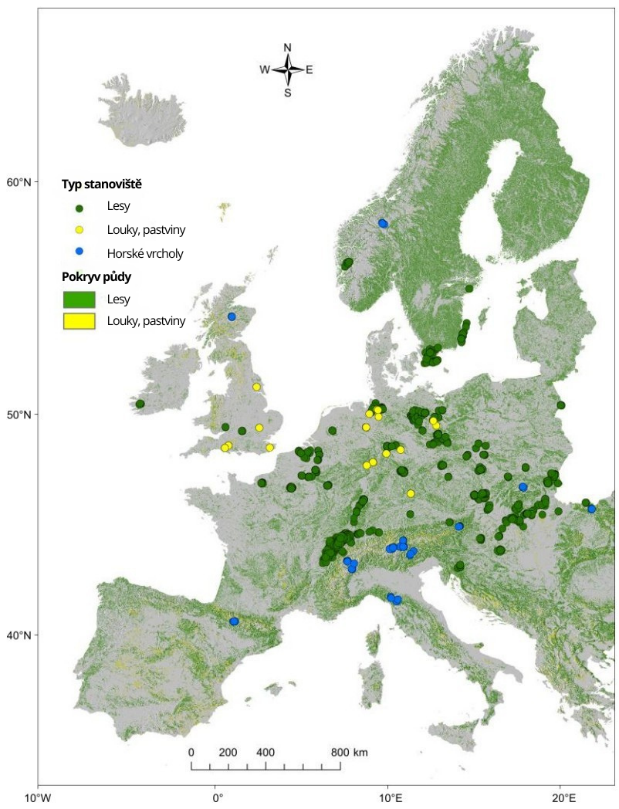 N
W E
S
60°N
Typ stanoviště
Lesy
Louky, pastviny
Horské vrcholy
Pokryv půdy
Lesy
Louky, pastviny
50°N
40°N
0 200 400 800 km
10°W 0° 10°E 20°E